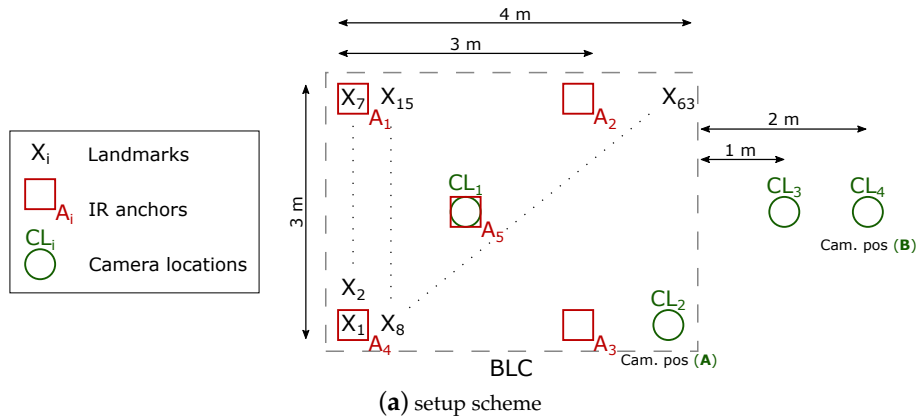 4 m
3 m
X7 X15 X63
A1 A2
2 m
1 m
Xi Landmarks
IR anchors
Ai
CLi
Camera locations
3 m
CL1 CL3 CL4
A5
Cam. pos (B)
X2
CL2
X1 X8
A4 A3
Cam. pos (A)
BLC
(a) setup scheme